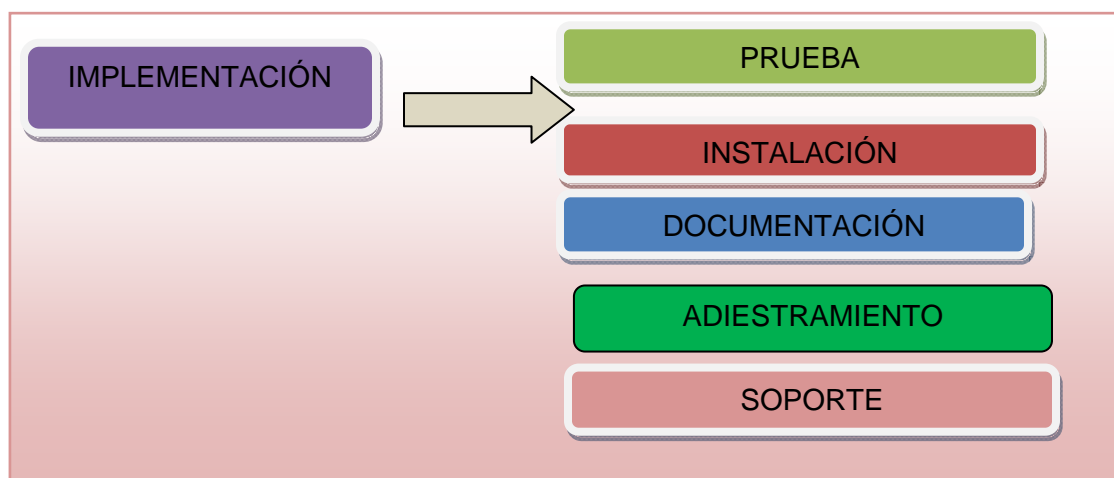 IMPLEMENTACIÓN
PRUEBA
INSTALACIÓN
DOCUMENTACIÓN
ADIESTRAMIENTO
SOPORTE